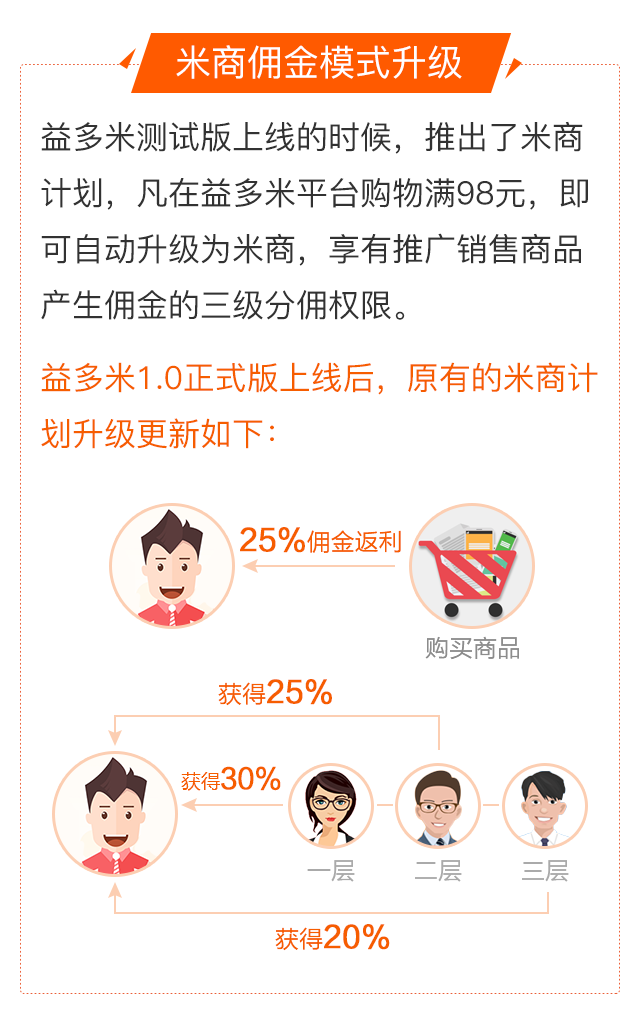 米商佣金模式升级
益多米测试版上线的时候，推出了米商
计划，凡在益多米平台购物满98元，即
可自动升级为米商，享有推广销售商品
产生佣金的三级分佣权限。
益多米1.0正式版上线后，原有的米商计
划升级更新如下：
25%佣金返利
购买商品
获得25%
获得30%
一层
二层
三层
获得20%